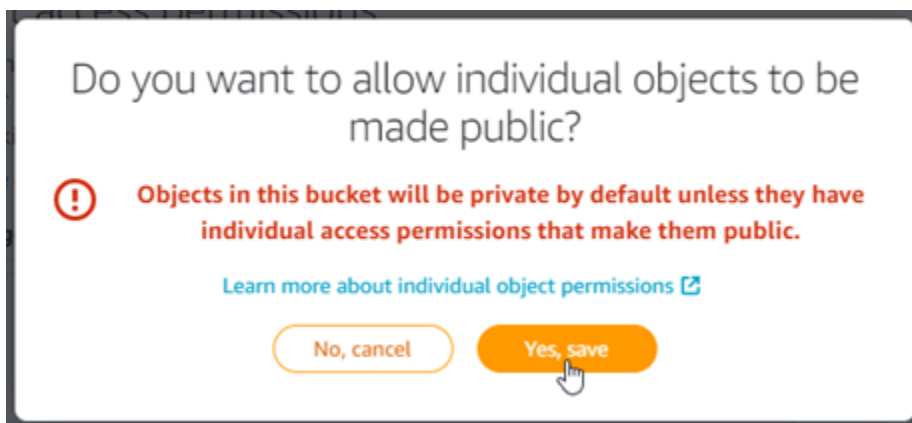 access permissions
Do you want to allow individual objects to be
made public?
Objects in this bucket will be private by default unless they have
individual access permissions that make them public.
Learn more about individual object permissions
No, cancel
Yes, save